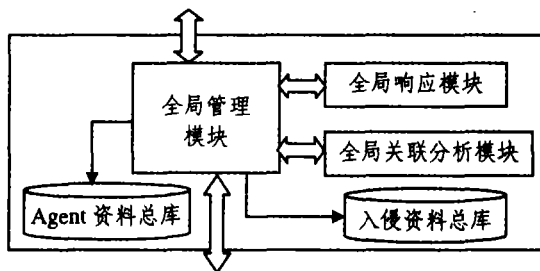 全局管理
模块
全局响应模块
全局关联分析模块
Agent 资料总库
入侵资料总库